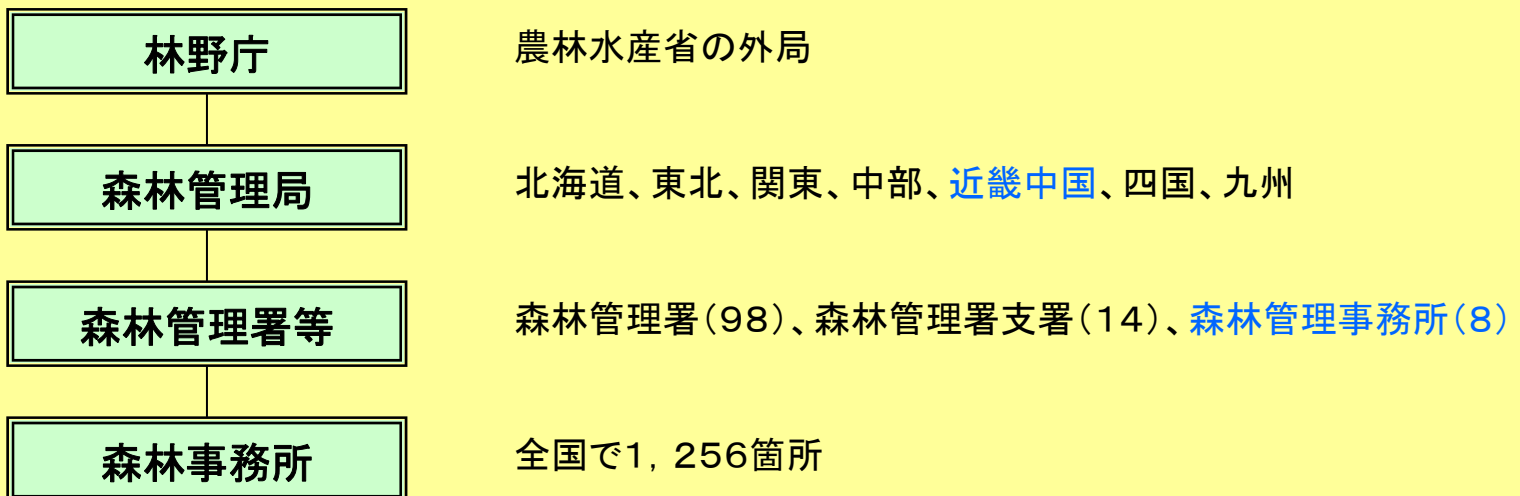 林野庁 農林水産省の外局
森林管理局 北海道、東北、関東、中部、近畿中国、四国、九州
森林管理署等 森林管理署(98)、森林管理署支署(14)、森林管理事務所(8)
森林事務所 全国で1,256箇所